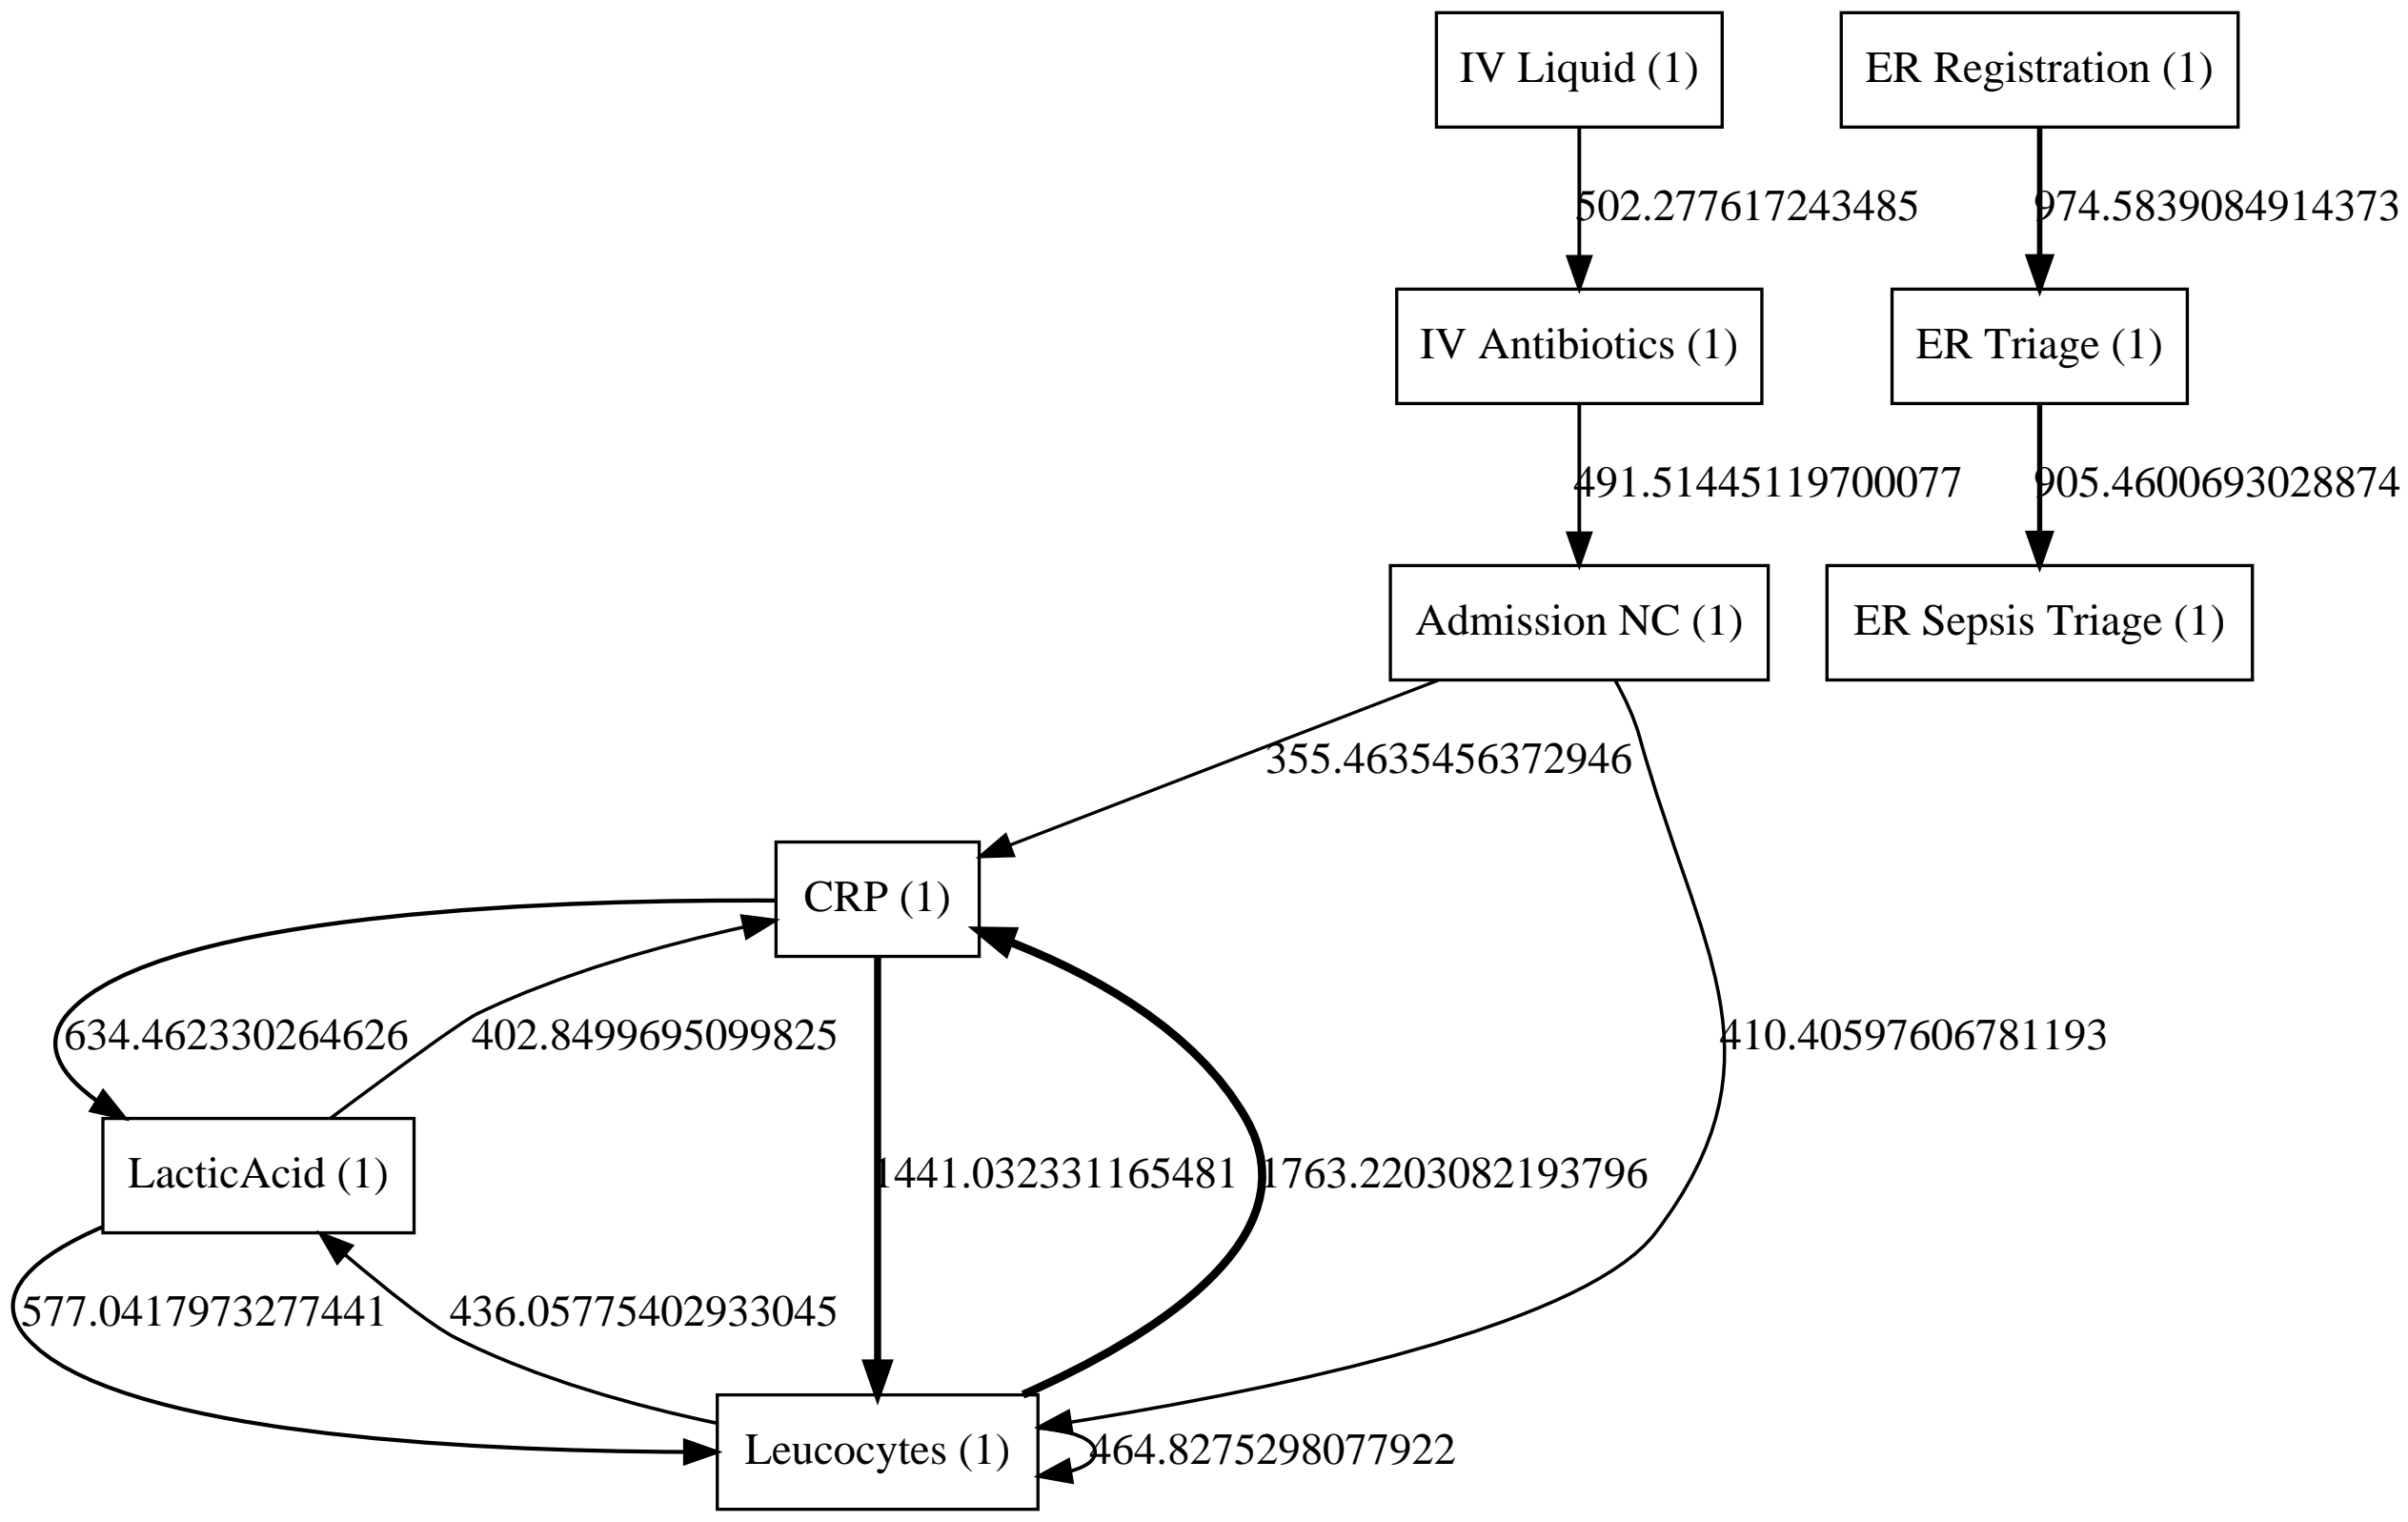 IV Liquid (1)
ER Registration (1)
502.277617243485
974.5839084914373
IV Antibiotics (1)
ER Triage (1)
491.51445119700077
905.4600693028874
Admission NC (1)
ER Sepsis Triage (1)
355.4635456372946
CRP (1)
634.462330264626
402.8499695099825
410.40597606781193
LacticAcid (1)
1441.032331165481
1763.2203082193796
577.0417973277441
436.05775402933045
Leucocytes (1)
464.8275298077922